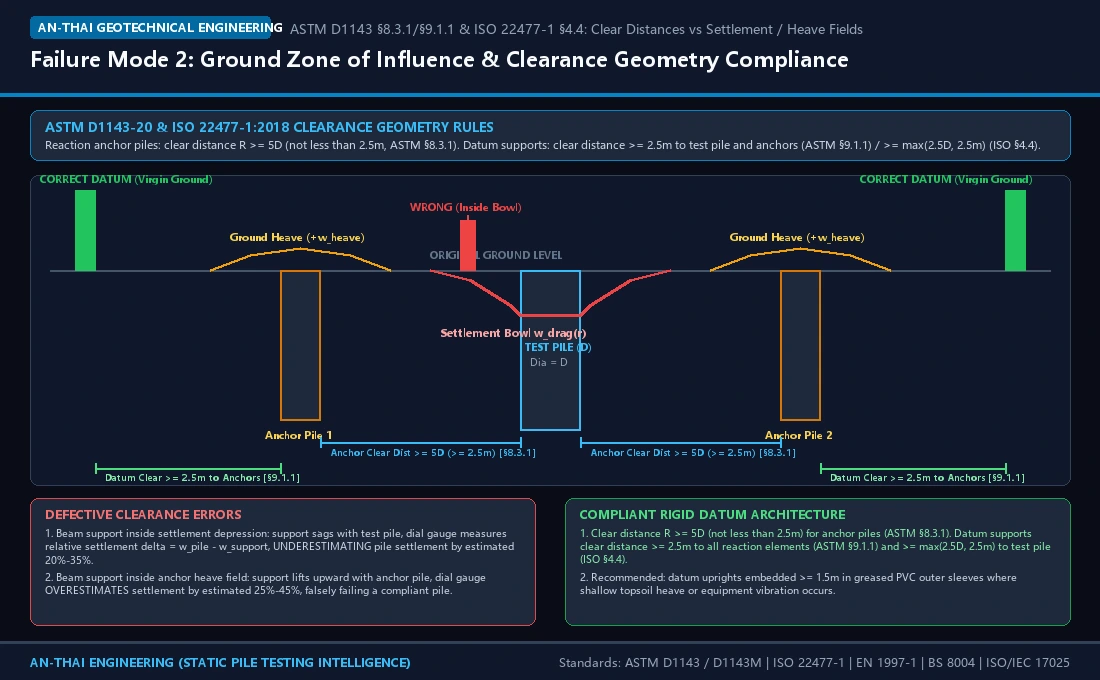 AN-THAI GEOTECHNICAL ENGINEERING ASTM D1143 §8.3.1/§9.1.1 & ISO 22477-1 §4.4: Clear Distances vs Settlement / Heave Fields
Failure Mode 2: Ground Zone of Influence & Clearance Geometry Compliance
ASTM D1143-20 & ISO 22477-1:2018 CLEARANCE GEOMETRY RULES
Reaction anchor piles: clear distance R >= 5D (not less than 2.5m, ASTM §8.3.1). Datum supports: clear distance >= 2.5m to test pile and anchors (ASTM §9.1.1) / >= max(2.5D, 2.5m) (ISO §4.4).
CORRECT DATUM (Virgin Ground)
CORRECT DATUM (Virgin Ground)
WRONG (Inside Bowl)
Ground Heave (+w_heave)
Ground Heave (+w_heave)
ORIGINAL GROUND LEVEL
Settlement Bowl w_drag(r)
TEST PILE (D)
Dia = D
Anchor Pile 1
Anchor Pile 2
Anchor Clear Dist >= 5D (>= 2.5m) [§8.3.1]
Anchor Clear Dist >= 5D (>= 2.5m) [§8.3.1]
Datum Clear >= 2.5m to Anchors [§9.1.1]
Datum Clear >= 2.5m to Anchors [§9.1.1]
DEFECTIVE CLEARANCE ERRORS
1. Beam support inside settlement depression: support sags with test pile, dial gauge measures
relative settlement delta = w_pile - w_support, UNDERESTIMATING pile settlement by estimated
20%-35%.
2. Beam support inside anchor heave field: support lifts upward with anchor pile, dial gauge
OVERESTIMATES settlement by estimated 25%-45%, falsely failing a compliant pile.
COMPLIANT RIGID DATUM ARCHITECTURE
1. Clear distance R >= 5D (not less than 2.5m) for anchor piles (ASTM §8.3.1). Datum supports
clear distance >= 2.5m to all reaction elements (ASTM §9.1.1) and >= max(2.5D, 2.5m) to test pile
(ISO §4.4).
2. Recommended: datum uprights embedded >= 1.5m in greased PVC outer sleeves where
shallow topsoil heave or equipment vibration occurs.
AN-THAI ENGINEERING (STATIC PILE TESTING INTELLIGENCE)
Standards: ASTM D1143 / D1143M | ISO 22477-1 | EN 1997-1 | BS 8004 | ISO/IEC 17025